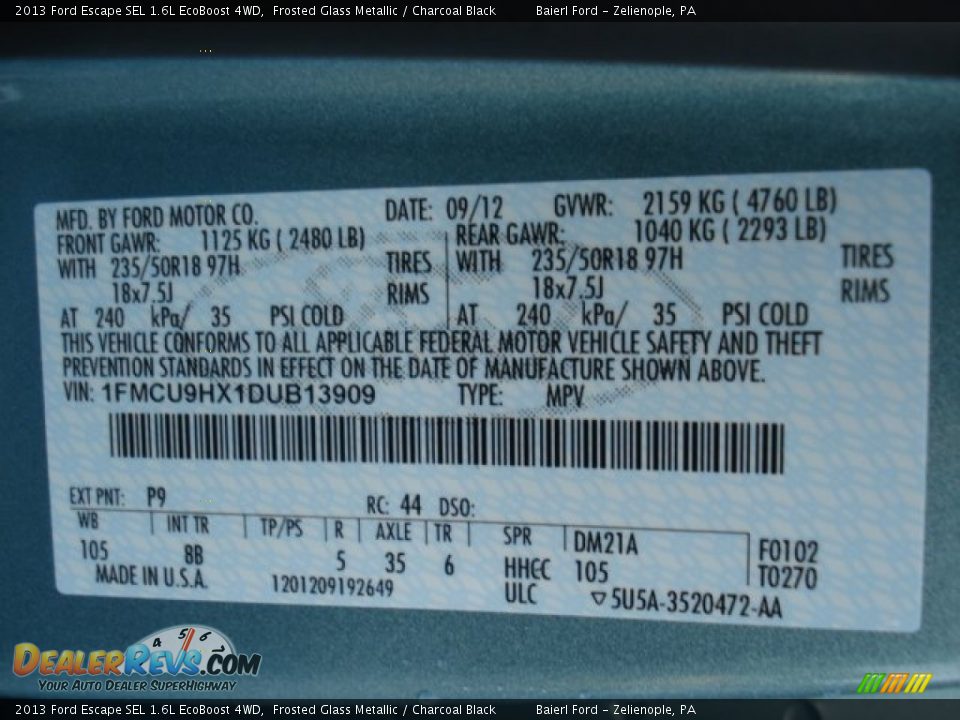 2013 Ford Escape SEL 1.6L EcoBoost 4WD, Frosted Glass Metallic / Charcoal Black Baierl Ford - Zelienople, PA
MFD. BY FORD MOTOR CO. DATE: 09/12 GVWR: 2159 KG ( 4760 LB)
FRONT GAWR: 1125 KG ( 2480 LB) REAR GAWR: 1040 KG ( 2293 LB)
WITH 235/50R18 97H TIRES WITH 235/50R18 97H TIRES
18x7.5J RIMS 18x7.5J RIMS
AT 240 kPa/ 35 PSI COLD AT 240 kPa/ 35 PSI COLD
THIS VEHICLE CONFORMS TO ALL APPLICABLE FEDERAL MOTOR VEHICLE SAFETY AND THEFT
PREVENTION STANDARDS IN EFFECT ON THE DATE OF MANUFACTURE SHOWN ABOVE.
VIN: 1FMCU9HX1DUB13909 TYPE: MPV
EXT PNT: P9 RC: 44 DSO:
WB INT TR TP/PS R AXLE TR SPR DM21A F0102
105 BB 5 35 6 HHCC 105 T0270
MADE IN U.S.A. 1201209192649 ULC ▽5U5A-3520472-AA
4 5 6
DealerRevs.com
Your Auto Dealer SuperHighway
2013 Ford Escape SEL 1.6L EcoBoost 4WD, Frosted Glass Metallic / Charcoal Black Baierl Ford - Zelienople, PA